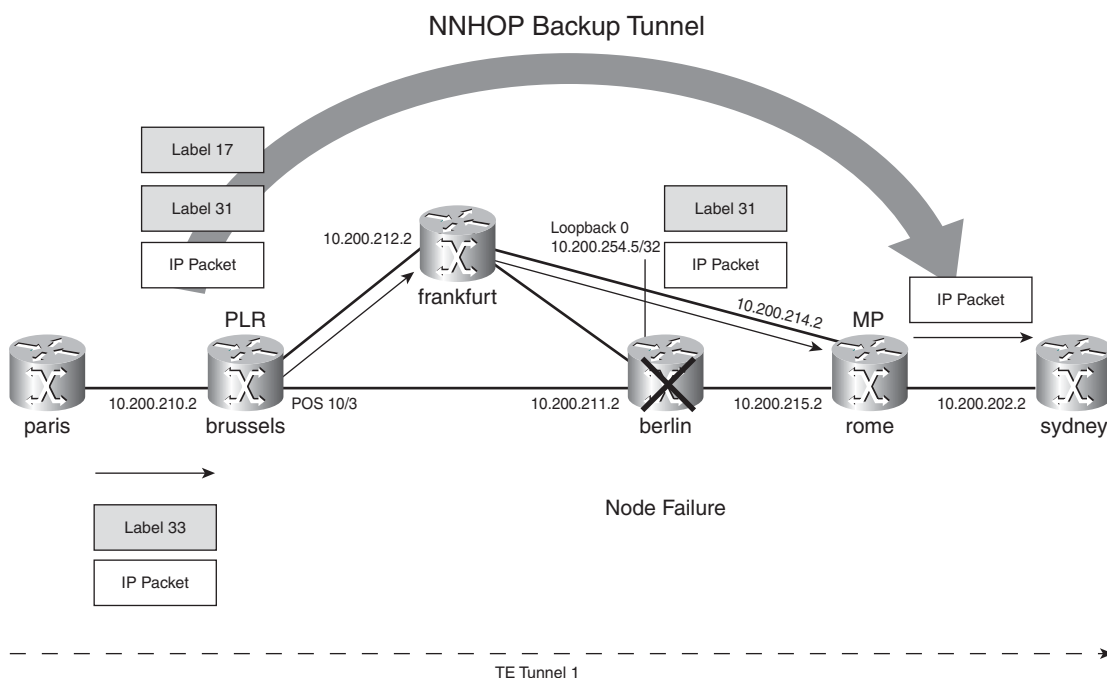 NNHOP Backup Tunnel
Label 17
Label 31
IP Packet
Label 31
IP Packet
Loopback 0
10.200.254.5/32
10.200.212.2
frankfurt
10.200.214.2
IP Packet
PLR
MP
10.200.210.2
POS 10/3
10.200.211.2
10.200.215.2
10.200.202.2
paris
brussels
berlin
rome
sydney
Label 33
IP Packet
Node Failure
TE Tunnel 1